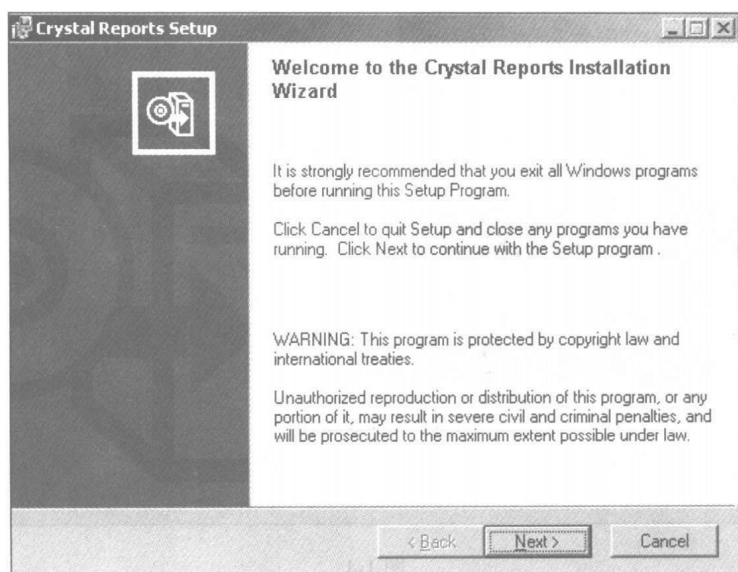 Crystal Reports Setup
Welcome to the Crystal Reports Installation
Wizard
It is strongly recommended that you exit all Windows programs
before running this Setup Program.
Click Cancel to quit Setup and close any programs you have
running. Click Next to continue with the Setup program .
WARNING: This program is protected by copyright law and
international treaties.
Unauthorized reproduction or distribution of this program, or any
portion of it, may result in severe civil and criminal penalties, and
will be prosecuted to the maximum extent possible under law.
< Back Next > Cancel